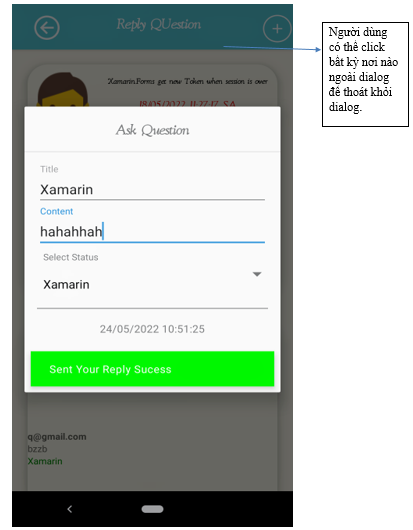 Reply QUestion
Người dùng
có thể click
bất kỳ nơi nào
ngoài dialog
để thoát khỏi
dialog.
Xamarin.Forms get new Token when session is over
18/05/2022 11:27:17 SA
Ask Question
Title
Xamarin
Content
hahahhah
Select Status
Xamarin
24/05/2022 10:51:25
Sent Your Reply Sucess
q@gmail.com
bzzb
Xamarin